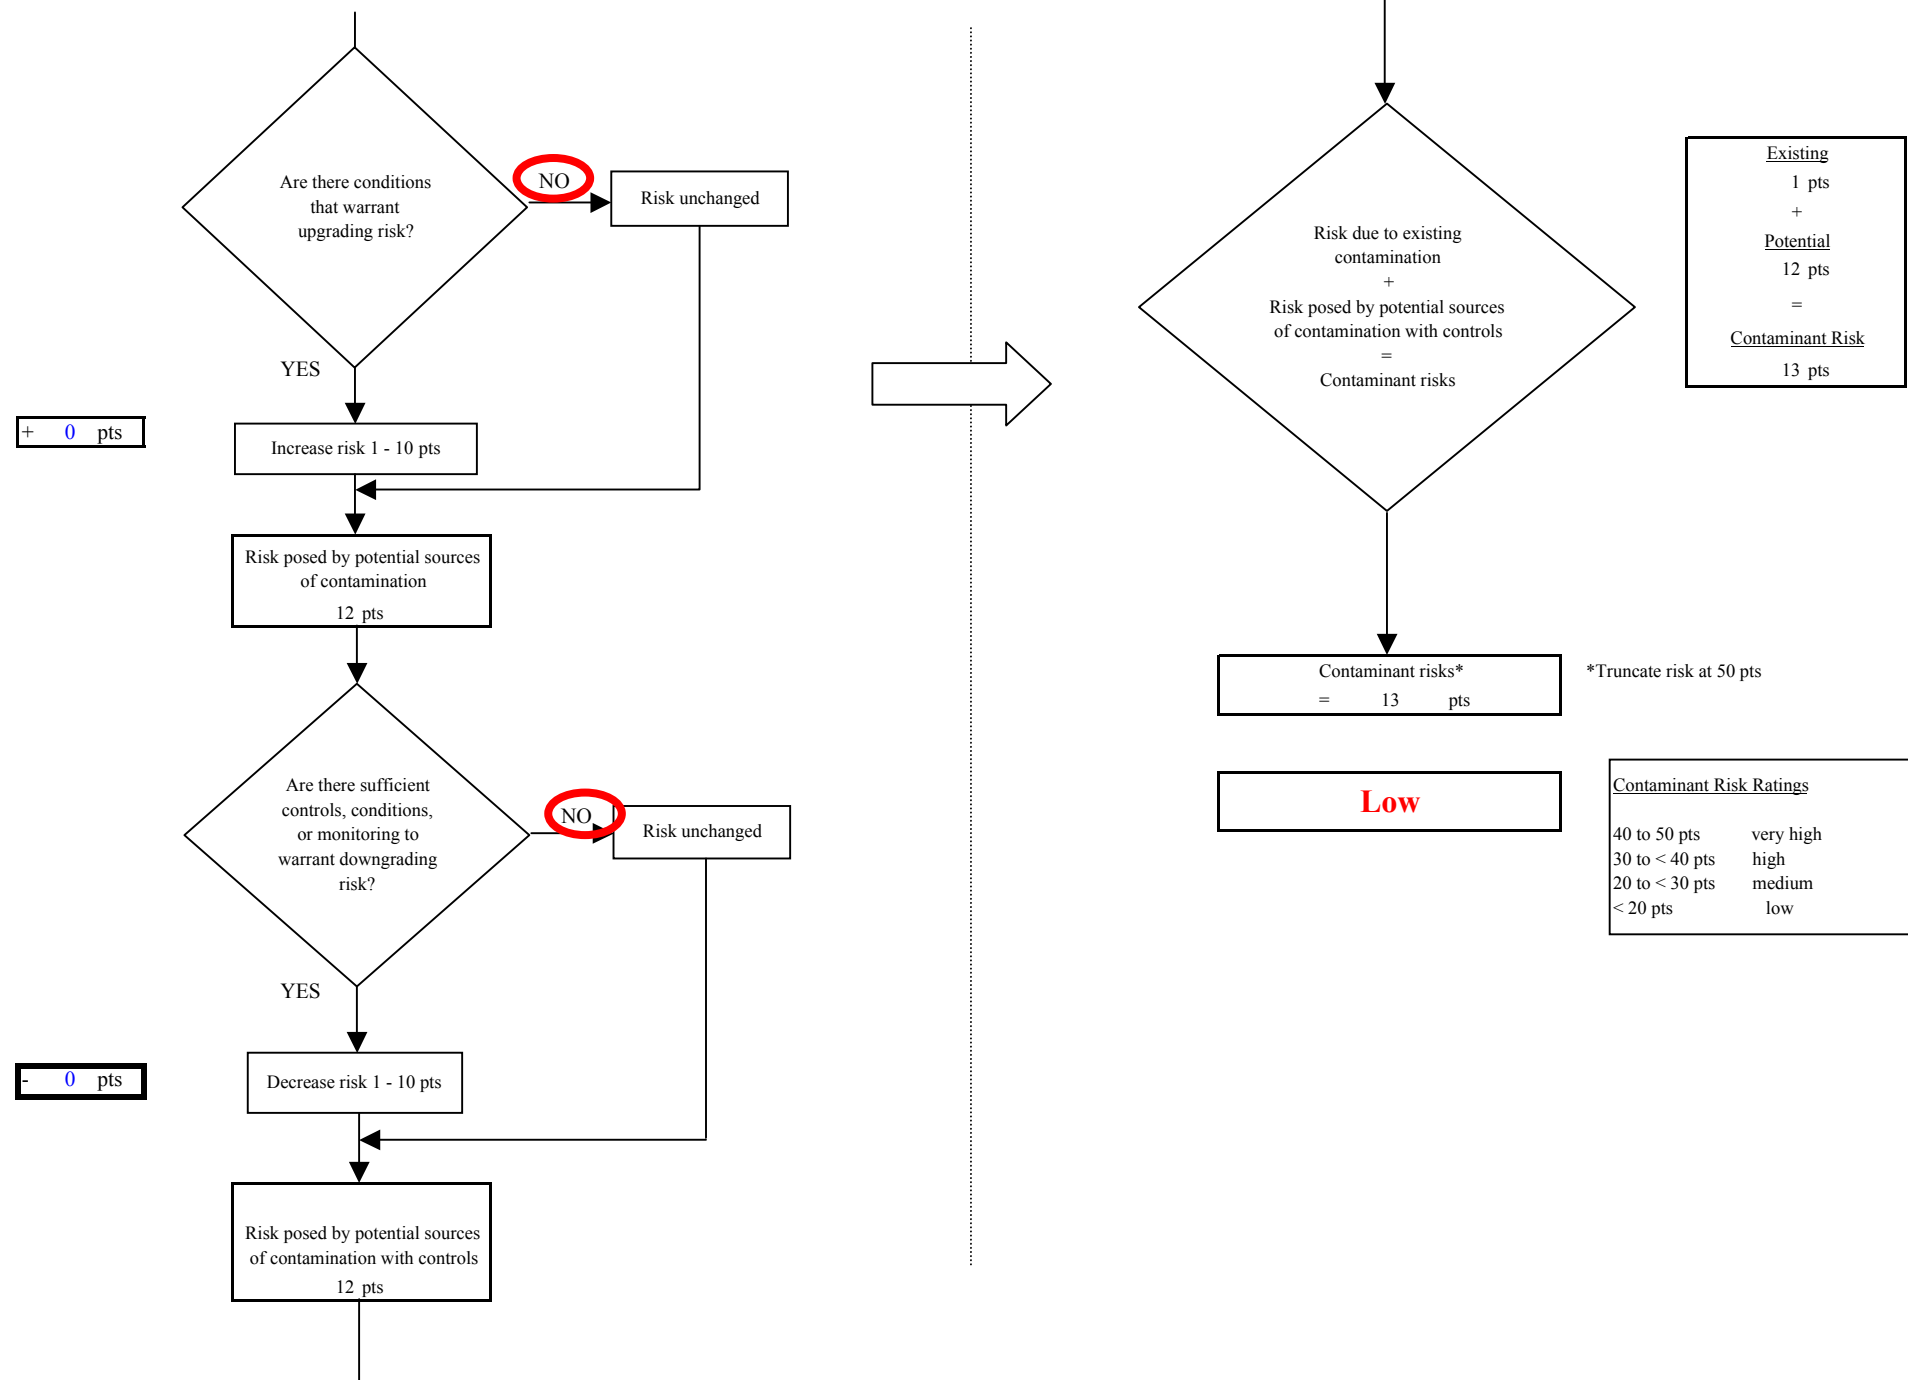 Are there conditions
that warrant
upgrading risk?
NO
Risk unchanged
YES
+ 0 pts
Increase risk 1 - 10 pts
Risk posed by potential sources
of contamination
12 pts
Are there sufficient
controls, conditions,
or monitoring to
warrant downgrading
risk?
NO
Risk unchanged
YES
- 0 pts
Decrease risk 1 - 10 pts
Risk posed by potential sources
of contamination with controls
12 pts
Risk due to existing
contamination
+
Risk posed by potential sources
of contamination with controls
=
Contaminant risks
Existing
1 pts
+
Potential
12 pts
=
Contaminant Risk
13 pts
Contaminant risks*
= 13 pts
*Truncate risk at 50 pts
Low
Contaminant Risk Ratings
40 to 50 pts very high
30 to < 40 pts high
20 to < 30 pts medium
< 20 pts low